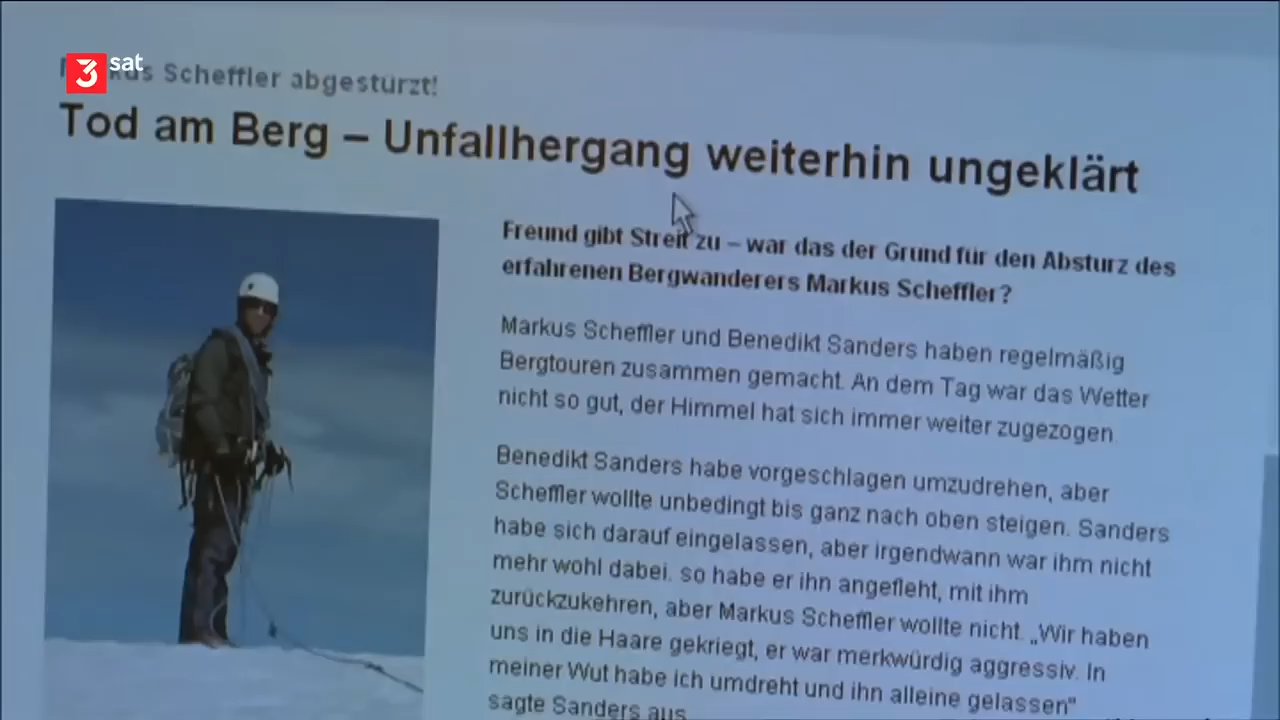 3sat
Markus Scheffler abgestürzt!
Tod am Berg – Unfallhergang weiterhin ungeklärt
Freund gibt Streit zu – war das der Grund für den Absturz des
erfahrenen Bergwanderers Markus Scheffler?
Markus Scheffler und Benedikt Sanders haben regelmäßig
Bergtouren zusammen gemacht. An dem Tag war das Wetter
nicht so gut, der Himmel hat sich immer weiter zugezogen.
Benedikt Sanders habe vorgeschlagen umzudrehen, aber
Scheffler wollte unbedingt bis ganz nach oben steigen. Sanders
habe sich darauf eingelassen, aber irgendwann war ihm nicht
mehr wohl dabei. so habe er ihn angefleht, mit ihm
zurückzukehren, aber Markus Scheffler wollte nicht. „Wir haben
uns in die Haare gekriegt, er war merkwürdig aggressiv. In
meiner Wut habe ich umdreht und ihn alleine gelassen"
sagte Sanders aus.